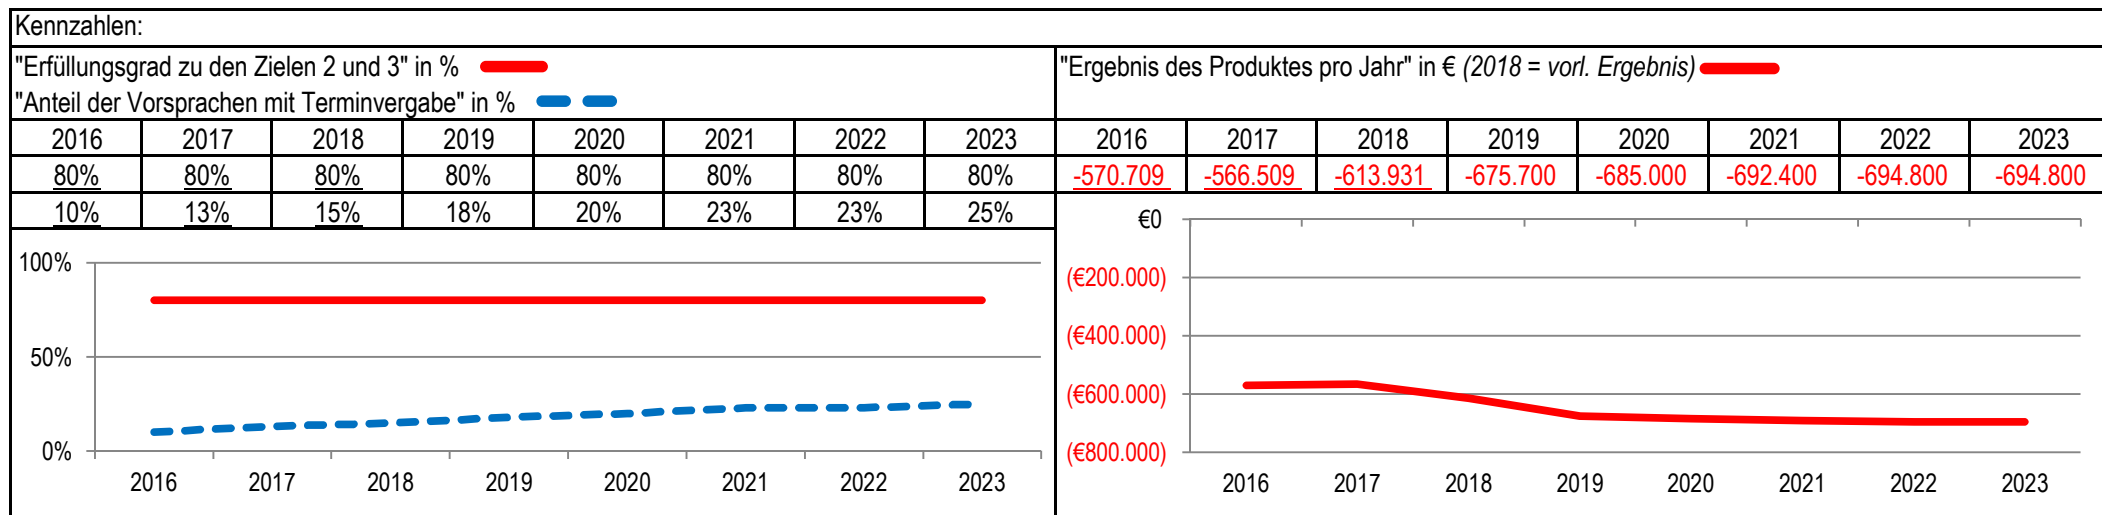 Kennzahlen:
"Erfüllungsgrad zu den Zielen 2 und 3" in %
"Anteil der Vorsprachen mit Terminvergabe" in %
2016 2017 2018 2019 2020 2021 2022 2023
80% 80% 80% 80% 80% 80% 80% 80%
10% 13% 15% 18% 20% 23% 23% 25%
100%
50%
0%
2016 2017 2018 2019 2020 2021 2022 2023
"Ergebnis des Produktes pro Jahr" in € (2018 = vorl. Ergebnis)
2016 2017 2018 2019 2020 2021 2022 2023
-570.709 -566.509 -613.931 -675.700 -685.000 -692.400 -694.800 -694.800
€0
(€200.000)
(€400.000)
(€600.000)
(€800.000)
2016 2017 2018 2019 2020 2021 2022 2023